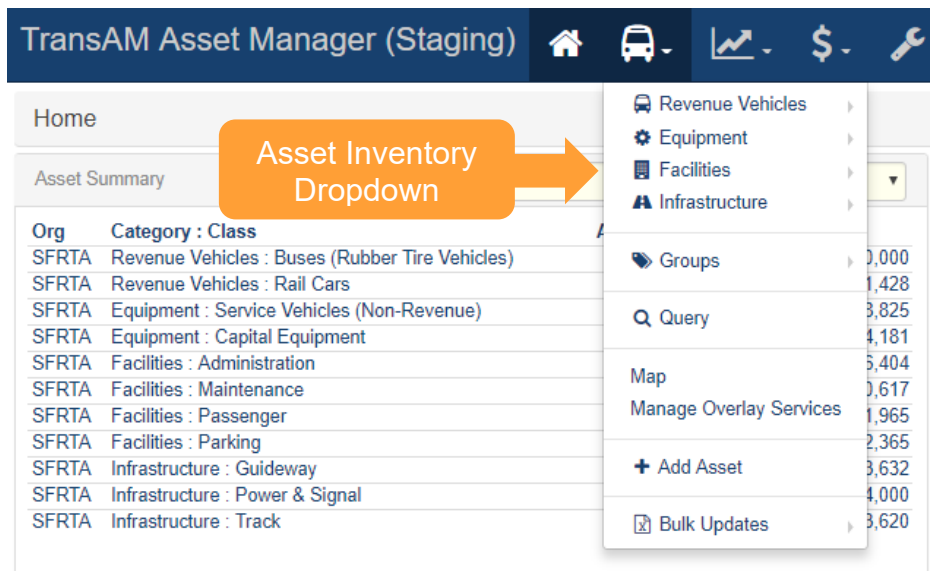 TransAM Asset Manager (Staging)
$
Home
Asset Inventory
Dropdown
Asset Summary
Revenue Vehicles
Equipment
Facilities
Infrastructure
Groups
Query
Map
Manage Overlay Services
+ Add Asset
Bulk Updates
Org Category : Class A
SFRTA Revenue Vehicles : Buses (Rubber Tire Vehicles) 0,000
SFRTA Revenue Vehicles : Rail Cars 1,428
SFRTA Equipment : Service Vehicles (Non-Revenue) 3,825
SFRTA Equipment : Capital Equipment 4,181
SFRTA Facilities : Administration 6,404
SFRTA Facilities : Maintenance 0,617
SFRTA Facilities : Passenger 1,965
SFRTA Facilities : Parking 2,365
SFRTA Infrastructure : Guideway 3,632
SFRTA Infrastructure : Power & Signal 4,000
SFRTA Infrastructure : Track 3,620